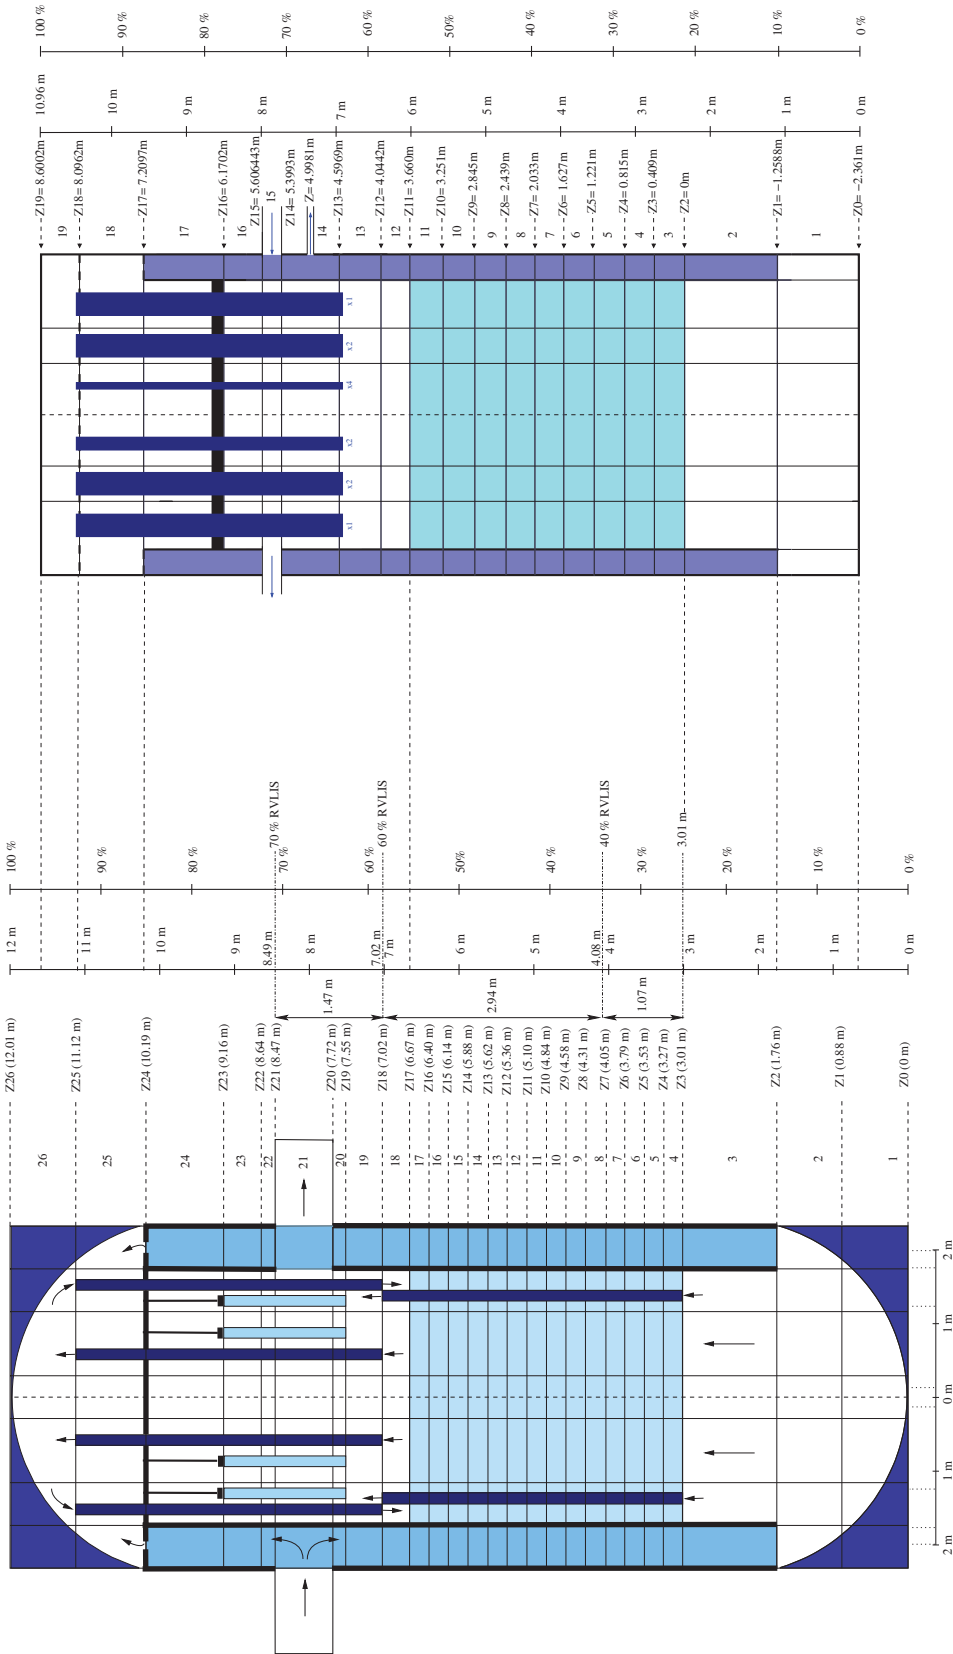 100 %
90 %
80 %
70 %
60 %
50%
40 %
30 %
20 %
10 %
0 %
10.96 m
10 m
9 m
8 m
7 m
6 m
5 m
4 m
3 m
2 m
1 m
0 m
Z19= 8.6002m
Z18= 8.0962m
Z17= 7.2097m
Z16= 6.1702m
Z15= 5.606443m
Z14= 5.3993m
Z= 4.9981m
Z13= 4.5969m
Z12= 4.0442m
Z11= 3.660m
Z10= 3.251m
Z9= 2.845m
Z8= 2.439m
Z7= 2.033m
Z6= 1.627m
Z5= 1.221m
Z4= 0.815m
Z3= 0.409m
Z2= 0m
Z1= −1.2588m
Z0= −2.361m
19
18
17
16
15
14
13
12
11
10
9
8
7
6
5
4
3
2
1
x1
x2
x4
x2
x2
x1
70 % RVLIS
60 % RVLIS
40 % RVLIS
3.01 m
100 %
90 %
80 %
70 %
60 %
50%
40 %
30 %
20 %
10 %
0 %
12 m
11 m
10 m
9 m
8.49 m
8 m
7.02 m
7 m
6 m
5 m
4.08 m
4 m
3 m
2 m
1 m
0 m
1.47 m
2.94 m
1.07 m
Z26 (12.01 m)
Z25 (11.12 m)
Z24 (10.19 m)
Z23 (9.16 m)
Z22 (8.64 m)
Z21 (8.47 m)
Z20 (7.72 m)
Z19 (7.55 m)
Z18 (7.02 m)
Z17 (6.67 m)
Z16 (6.40 m)
Z15 (6.14 m)
Z14 (5.88 m)
Z13 (5.62 m)
Z12 (5.36 m)
Z11 (5.10 m)
Z10 (4.84 m)
Z9 (4.58 m)
Z8 (4.31 m)
Z7 (4.05 m)
Z6 (3.79 m)
Z5 (3.53 m)
Z4 (3.27 m)
Z3 (3.01 m)
Z2 (1.76 m)
Z1 (0.88 m)
Z0 (0 m)
26
25
24
23
22
21
20
19
18
17
16
15
14
13
12
11
10
9
8
7
6
5
4
3
2
1
2 m
1 m
0 m
1 m
2 m